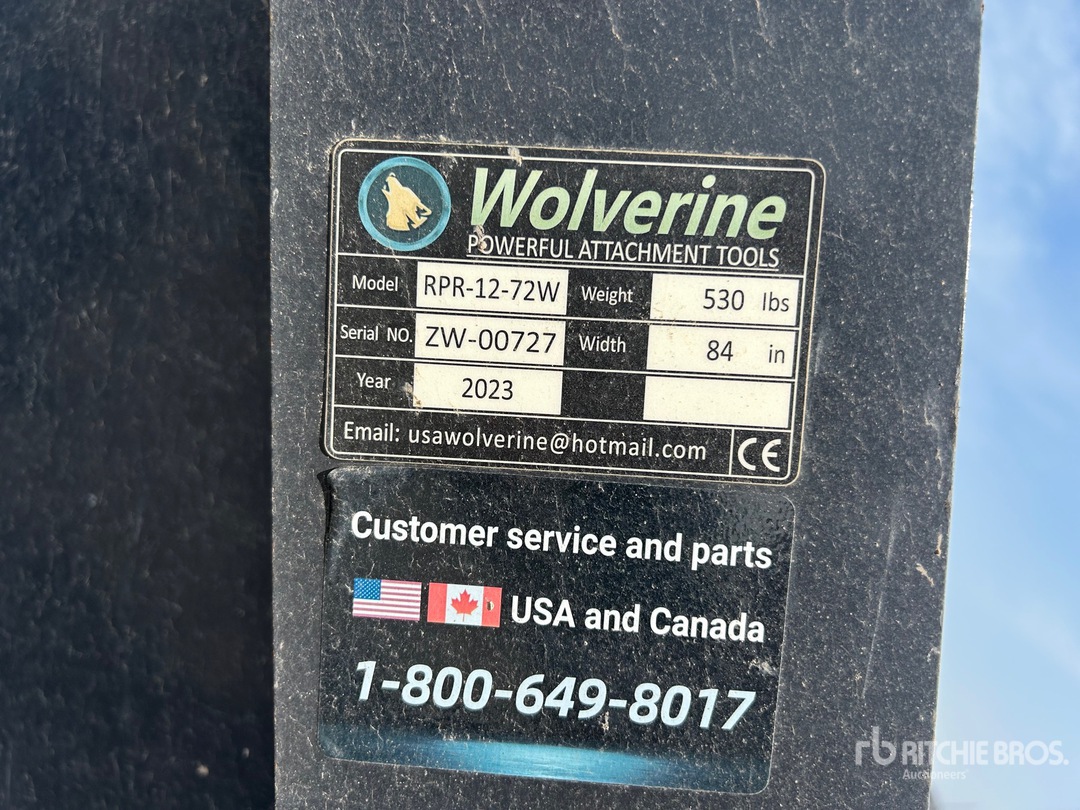 Wolverine
POWERFUL ATTACHMENT TOOLS
Model RPR-12-72W Weight 530 lbs
Serial NO. ZW-00727 Width 84 in
Year 2023
Email: usawolverine@hotmail.com CE
Customer service and parts
USA and Canada
1-800-649-8017
rb RITCHIE BROS.
Auctioneers